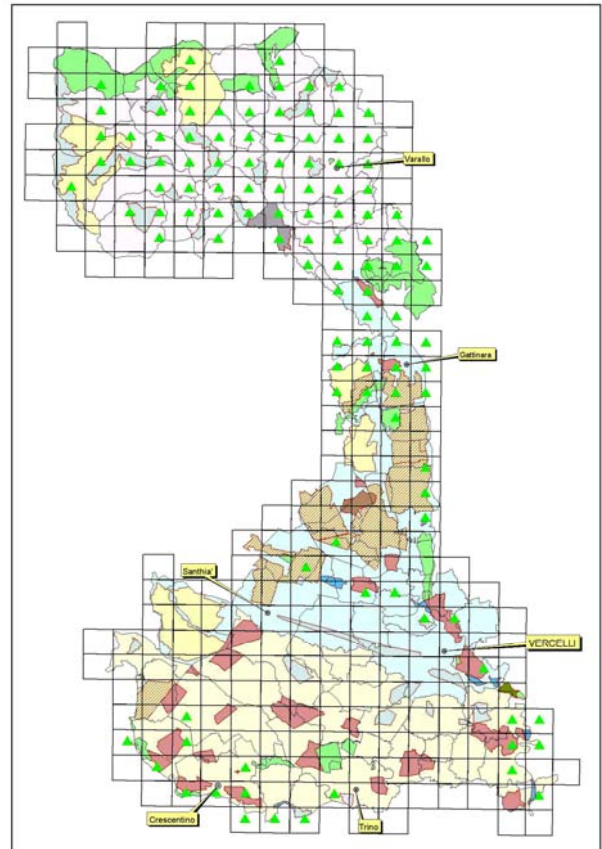 Varallo
Gattinara
Santhia'
VERCELLI
Crescentino
Trino